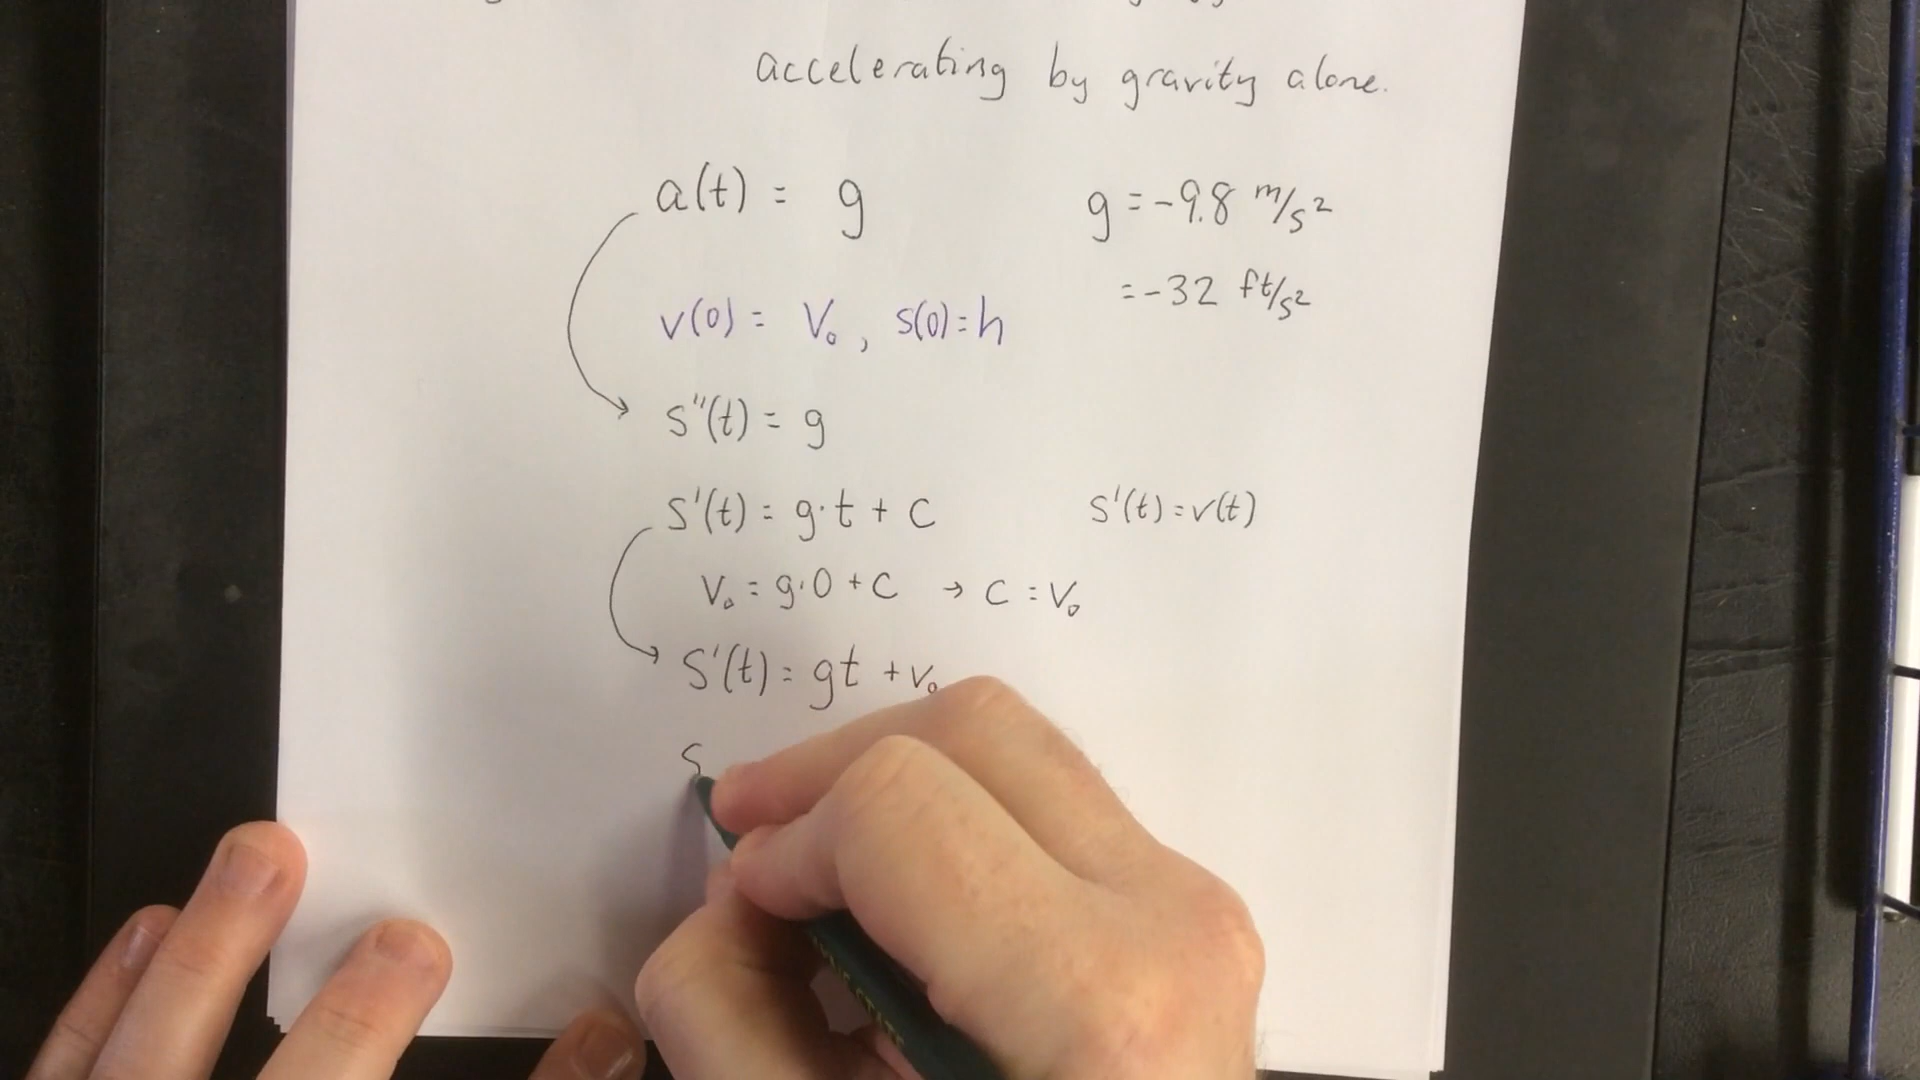 accelerating by gravity alone.
a(t) = g
g = -9.8 m/s²
= -32 ft/s²
v(0) = V₀, s(0) = h
s''(t) = g
s'(t) = g·t + C
s'(t) = v(t)
V₀ = g·0 + C → C = V₀
s'(t) = gt + v₀
s